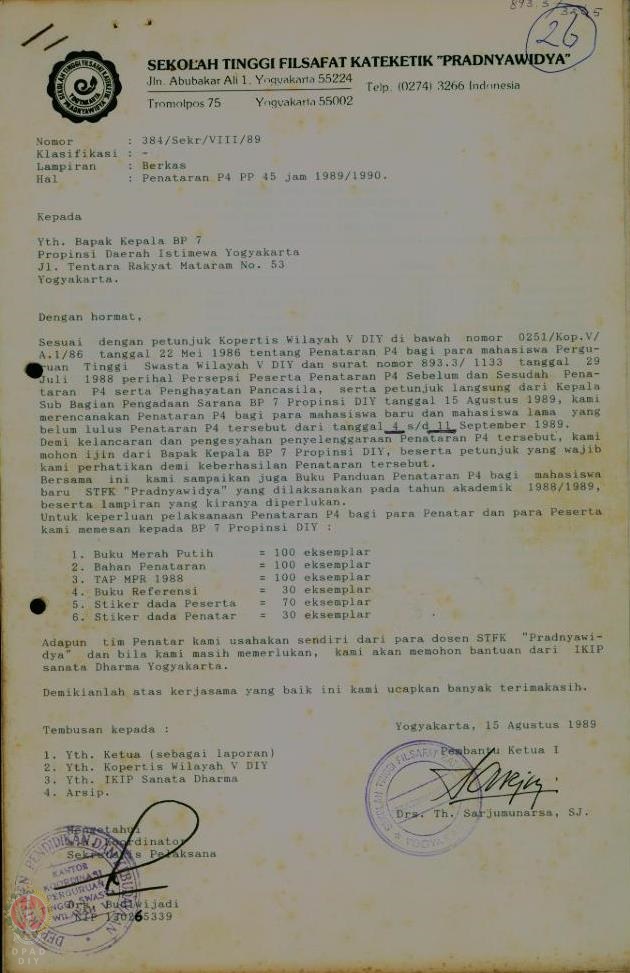 893.3/
26
SEKOLAH TINGGI FILSAFAT KATEKETIK "PRADNYAWIDYA"
Jln. Abubakar Ali 1, Yogyakarta 55224
Telp. (0274) 3266 Indonesia
Tromolpos 75 Yogyakarta 55002
Nomor : 384/Sekr/VIII/89
Klasifikasi : -
Lampiran : Berkas
Hal : Penataran P4 PP 45 jam 1989/1990.
Kepada
Yth. Bapak Kepala BP 7
Propinsi Daerah Istimewa Yogyakarta
Jl. Tentara Rakyat Mataram No. 53
Yogyakarta.
Dengan hormat,
Sesuai dengan petunjuk Kopertis Wilayah V DIY di bawah nomor 0251/Kop.V/
A.1/86 tanggal 22 Mei 1986 tentang Penataran P4 bagi para mahasiswa Pergu-
ruan Tinggi Swasta Wilayah V DIY dan surat nomor 893.3/ 1133 tanggal 29
Juli 1988 perihal Persepsi Peserta Penataran P4 Sebelum dan Sesudah Pena-
taran P4 serta Penghayatan Pancasila, serta petunjuk langsung dari Kepala
Sub Bagian Pengadaan Sarana BP 7 Propinsi DIY tanggal 15 Agustus 1989, kami
merencanakan Penataran P4 bagi para mahasiswa baru dan mahasiswa lama yang
belum lulus Penataran P4 tersebut dari tanggal 4 s/d 11 September 1989.
Demi kelancaran dan pengesyahan penyelenggaraan Penataran P4 tersebut, kami
mohon ijin dari Bapak Kepala BP 7 Propinsi DIY, beserta petunjuk yang wajib
kami perhatikan demi keberhasilan Penataran tersebut.
Bersama ini kami sampaikan juga Buku Panduan Penataran P4 bagi mahasiswa
baru STFK "Pradnyawidya" yang dilaksanakan pada tahun akademik 1988/1989,
beserta lampiran yang kiranya diperlukan.
Untuk keperluan pelaksanaan Penataran P4 bagi para Penatar dan para Peserta
kami memesan kepada BP 7 Propinsi DIY :
1. Buku Merah Putih = 100 eksemplar
2. Bahan Penataran = 100 eksemplar
3. TAP MPR 1988 = 100 eksemplar
4. Buku Referensi = 30 eksemplar
5. Stiker dada Peserta = 70 eksemplar
6. Stiker dada Penatar = 30 eksemplar
Adapun tim Penatar kami usahakan sendiri dari para dosen STFK "Pradnyawi-
dya" dan bila kami masih memerlukan, kami akan memohon bantuan dari IKIP
sanata Dharma Yogyakarta.
Demikianlah atas kerjasama yang baik ini kami ucapkan banyak terimakasih.
Tembusan kepada :
Yogyakarta, 15 Agustus 1989
Pembantu Ketua I
1. Yth. Ketua (sebagai laporan)
2. Yth. Kopertis Wilayah V DIY
3. Yth. IKIP Sanata Dharma
4. Arsip.
Drs. Th. Sarjumunarsa, SJ.
Mengetahui
Koordinator
Sekretaris Pelaksana
KANTOR
KOORDINASI
PERGURUAN
TINGGI SWASTA
WILAYAH V
Drs. Budiwijadi
DPAD
DIY